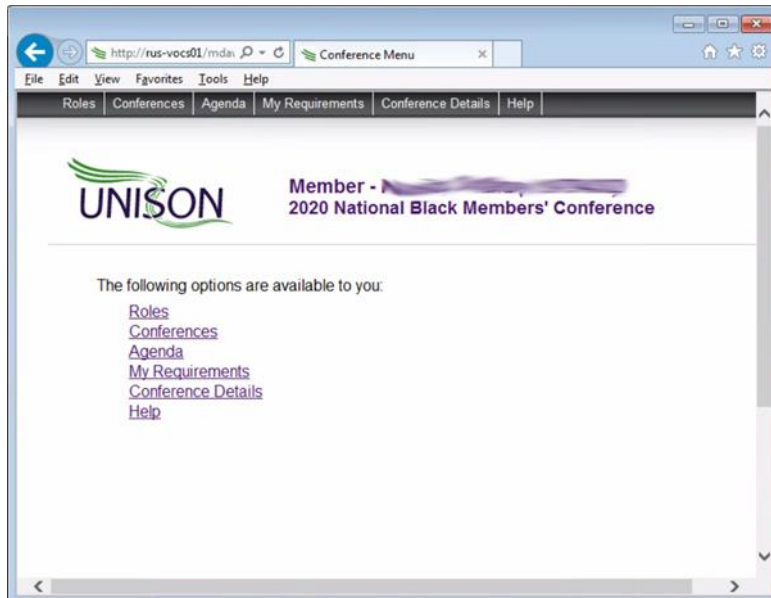 http://rus-vocs01/mda
Conference Menu
File Edit View Favorites Tools Help
Roles Conferences Agenda My Requirements Conference Details Help
UNISON
Member -
2020 National Black Members' Conference
The following options are available to you:
Roles
Conferences
Agenda
My Requirements
Conference Details
Help